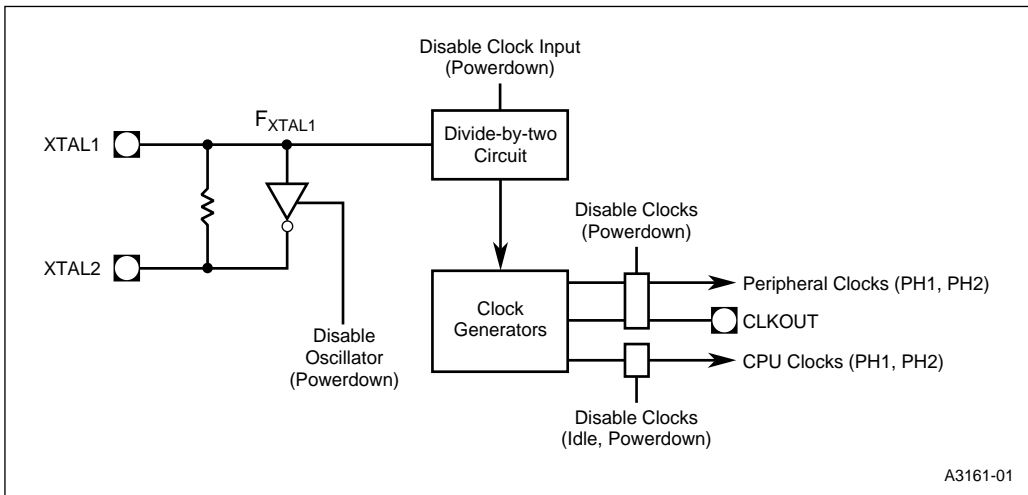 Disable Clock Input
(Powerdown)
FXTAL1
XTAL1
Divide-by-two
Circuit
Disable Clocks
(Powerdown)
XTAL2
Peripheral Clocks (PH1, PH2)
Clock
Generators
CLKOUT
Disable
Oscillator
(Powerdown)
CPU Clocks (PH1, PH2)
Disable Clocks
(Idle, Powerdown)
A3161-01